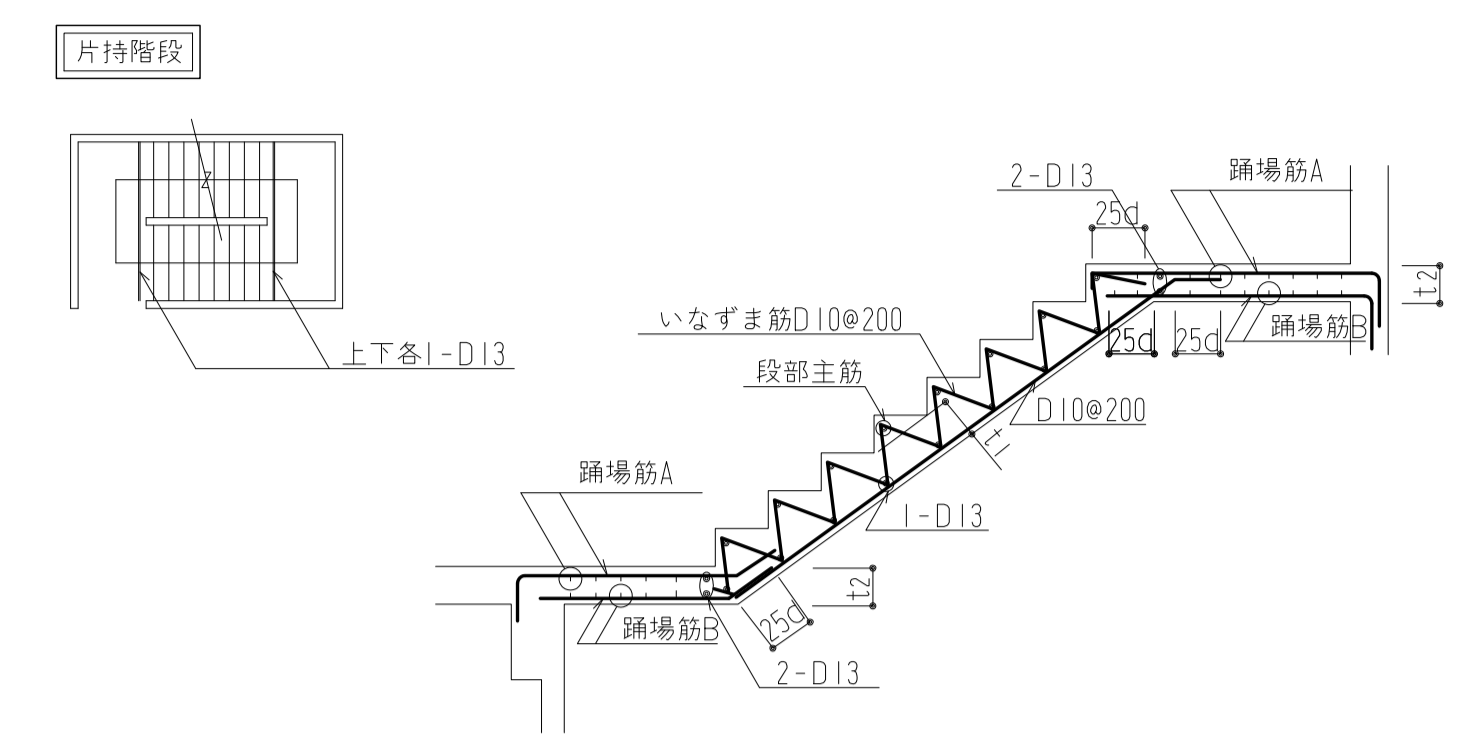 片持階段
2-D13
踊場筋A
25d
t2
いなずま筋D10@200
25d
25d
踊場筋B
上下各1-D13
段部主筋
D10@200
t1
踊場筋A
1-D13
t2
25d
踊場筋B
2-D13